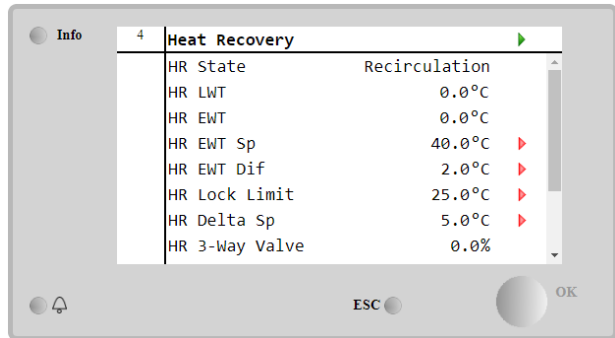 Info
4 Heat Recovery
HR State Recirculation
HR LWT 0.0°C
HR EWT 0.0°C
HR EWT Sp 40.0°C
HR EWT Dif 2.0°C
HR Lock Limit 25.0°C
HR Delta Sp 5.0°C
HR 3-Way Valve 0.0%
ESC
OK